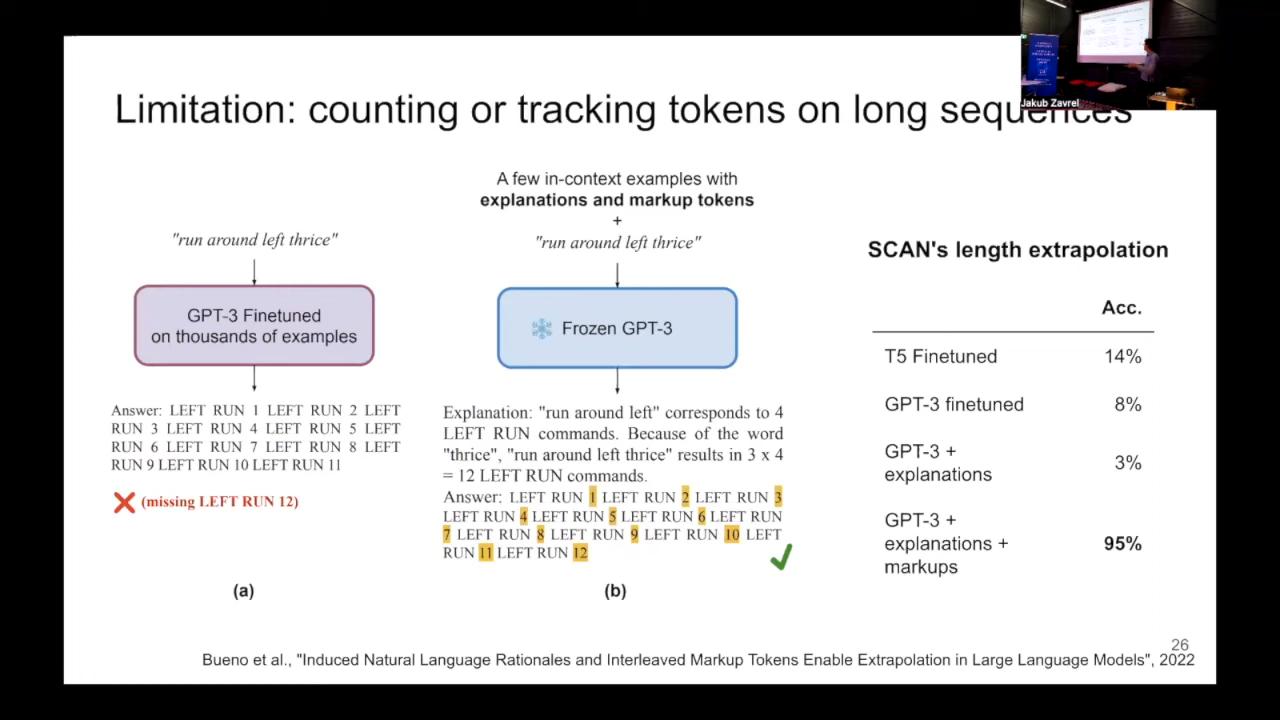 Jakub Zavrel
Limitation: counting or tracking tokens on long sequences
A few in-context examples with
explanations and markup tokens
+
"run around left thrice"
"run around left thrice"
GPT-3 Finetuned
on thousands of examples
Frozen GPT-3
Answer: LEFT RUN 1 LEFT RUN 2 LEFT
RUN 3 LEFT RUN 4 LEFT RUN 5 LEFT
RUN 6 LEFT RUN 7 LEFT RUN 8 LEFT
RUN 9 LEFT RUN 10 LEFT RUN 11
(missing LEFT RUN 12)
(a)
Explanation: "run around left" corresponds to 4
LEFT RUN commands. Because of the word
"thrice", "run around left thrice" results in 3 x 4
= 12 LEFT RUN commands.
Answer: LEFT RUN 1 LEFT RUN 2 LEFT RUN 3
LEFT RUN 4 LEFT RUN 5 LEFT RUN 6 LEFT RUN
7 LEFT RUN 8 LEFT RUN 9 LEFT RUN 10 LEFT
RUN 11 LEFT RUN 12
(b)
SCAN's length extrapolation
Acc.
T5 Finetuned 14%
GPT-3 finetuned 8%
GPT-3 +
explanations 3%
GPT-3 +
explanations + 95%
markups
26
Bueno et al., "Induced Natural Language Rationales and Interleaved Markup Tokens Enable Extrapolation in Large Language Models", 2022